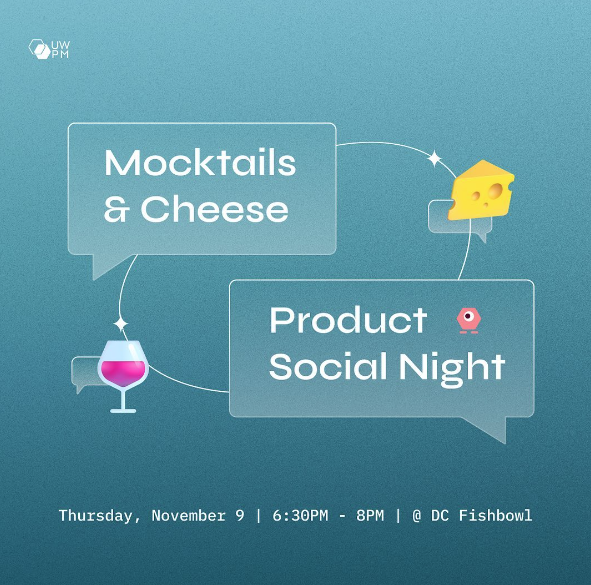 UW
PM
Mocktails
& Cheese
Product
Social Night
Thursday, November 9 | 6:30PM - 8PM | @ DC Fishbowl